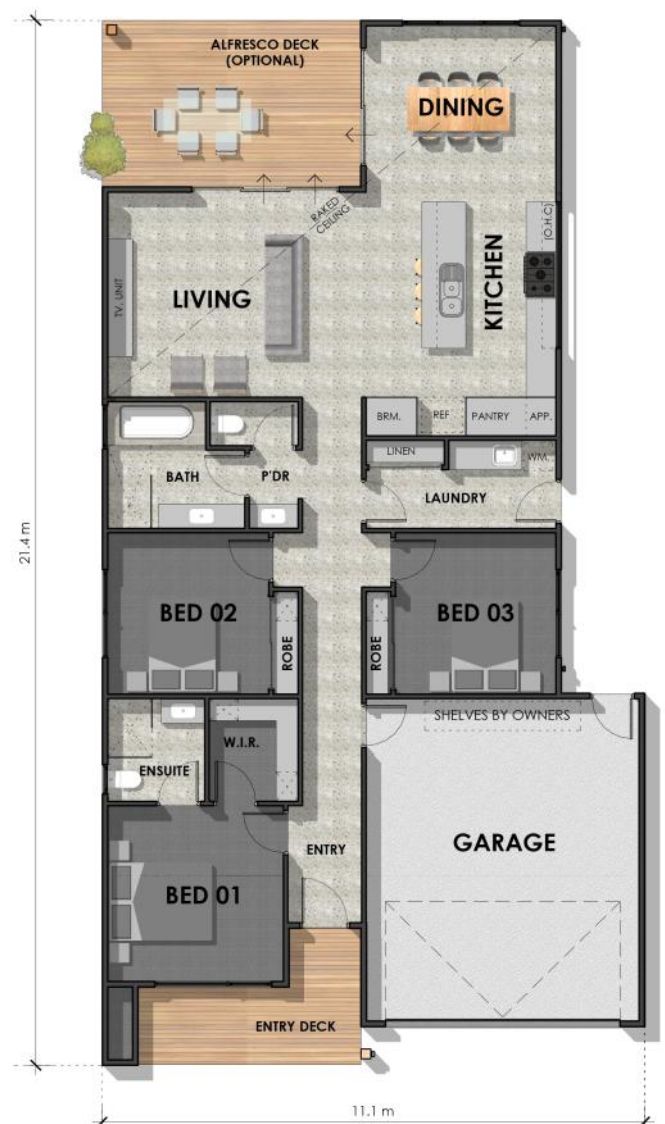 ALFRESCO DECK
(OPTIONAL)
DINING
RAKED
CEILING
(O.H.C)
TV. UNIT
LIVING
KITCHEN
BRM.
REF
PANTRY
APP.
LINEN
WM.
BATH
P'DR
LAUNDRY
21.4 m
BED 02
ROBE
ROBE
BED 03
SHELVES BY OWNERS
W.I.R.
ENSUITE
GARAGE
ENTRY
BED 01
ENTRY DECK
11.1 m